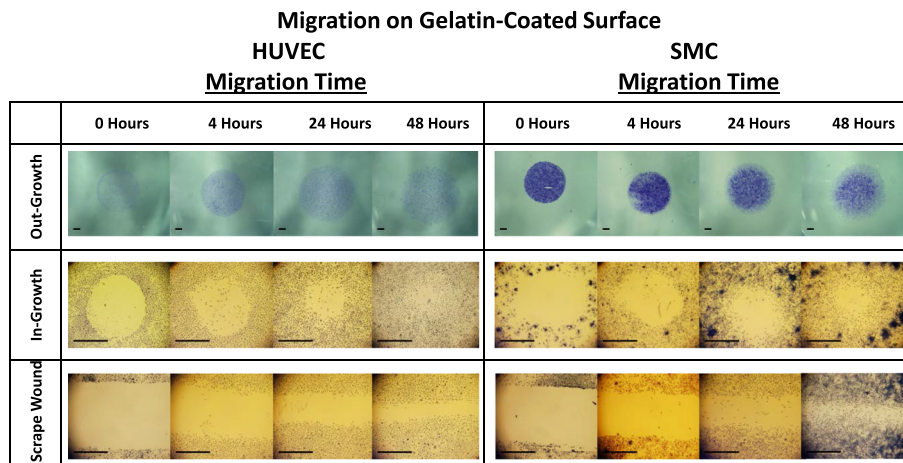 Migration on Gelatin-Coated Surface
HUVEC SMC
Migration Time Migration Time
0 Hours 4 Hours 24 Hours 48 Hours 0 Hours 4 Hours 24 Hours 48 Hours
Out-Growth
In-Growth
Scrape Wound